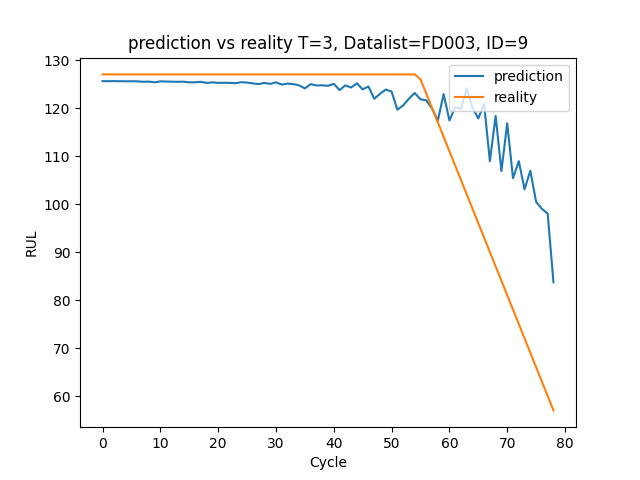 prediction vs reality T=3, Datalist=FD003, ID=9
prediction
reality
RUL
130
120
110
100
90
80
70
60
0 10 20 30 40 50 60 70 80
Cycle